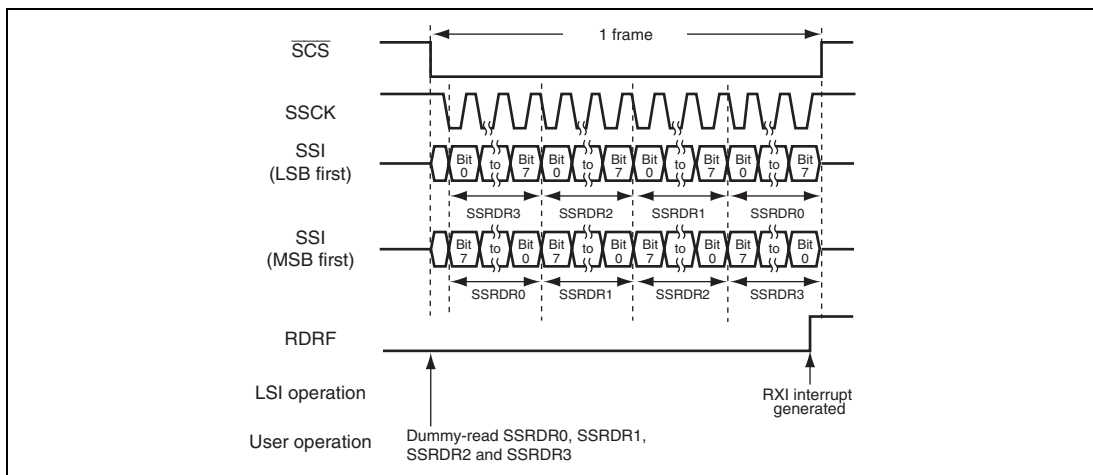 1 frame
SCS
SSCK
SSI
(LSB first)
Bit 0 to Bit 7 Bit 0 to Bit 7 Bit 0 to Bit 7 Bit 0 to Bit 7
SSRDR3 SSRDR2 SSRDR1 SSRDR0
SSI
(MSB first)
Bit 7 to Bit 0 Bit 7 to Bit 0 Bit 7 to Bit 0 Bit 7 to Bit 0
SSRDR0 SSRDR1 SSRDR2 SSRDR3
RDRF
LSI operation
RXI interrupt
generated
User operation
Dummy-read SSRDR0, SSRDR1,
SSRDR2 and SSRDR3